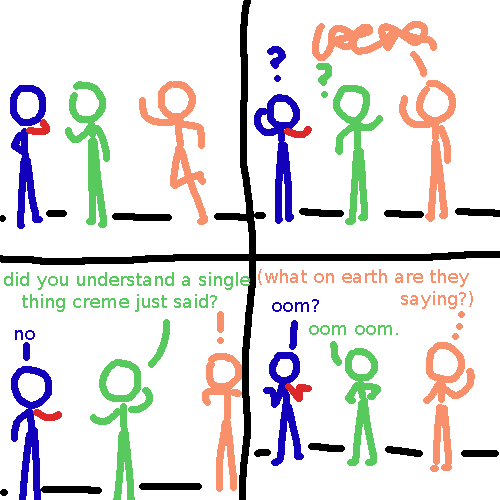 ?
?
did you understand a single
thing creme just said?
no
!
(what on earth are they
saying?)
oom?
oom oom.